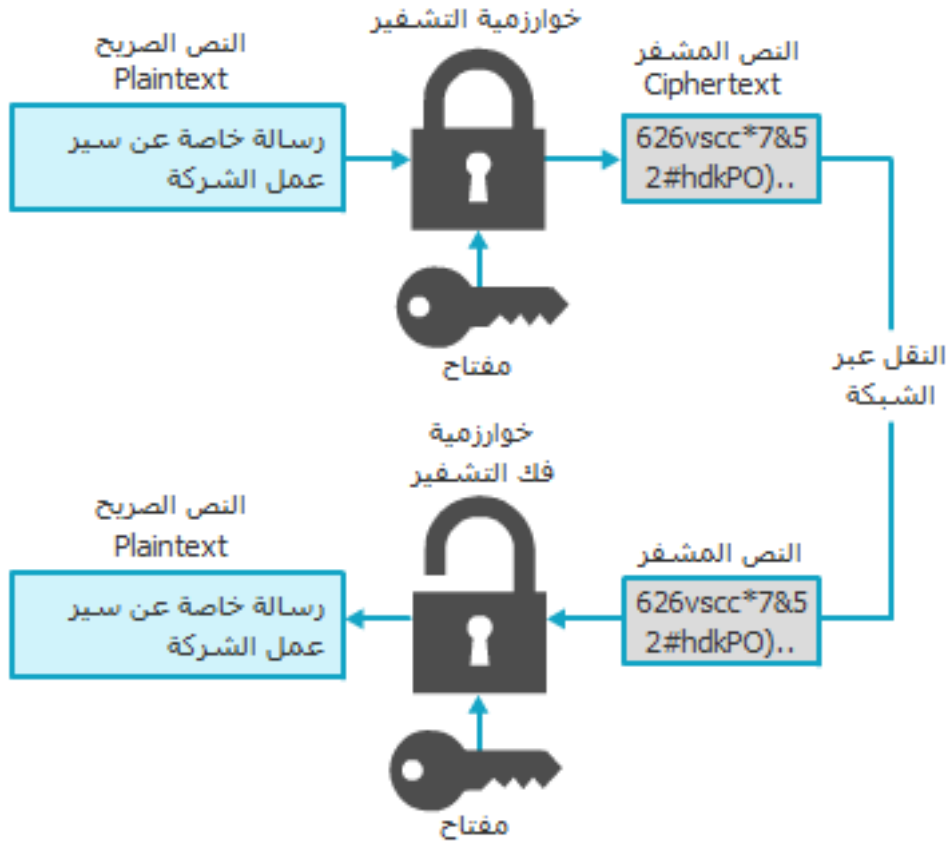 خوارزمية التشفير
النص الصريح
Plaintext
النص المشفر
Ciphertext
رسالة خاصة عن سير
عمل الشركة
626vscc*7&5
2#hdkPO)..
مفتاح
النقل عبر
الشبكة
خوارزمية
فك التشفير
النص الصريح
Plaintext
النص المشفر
رسالة خاصة عن سير
عمل الشركة
626vscc*7&5
2#hdkPO)..
مفتاح